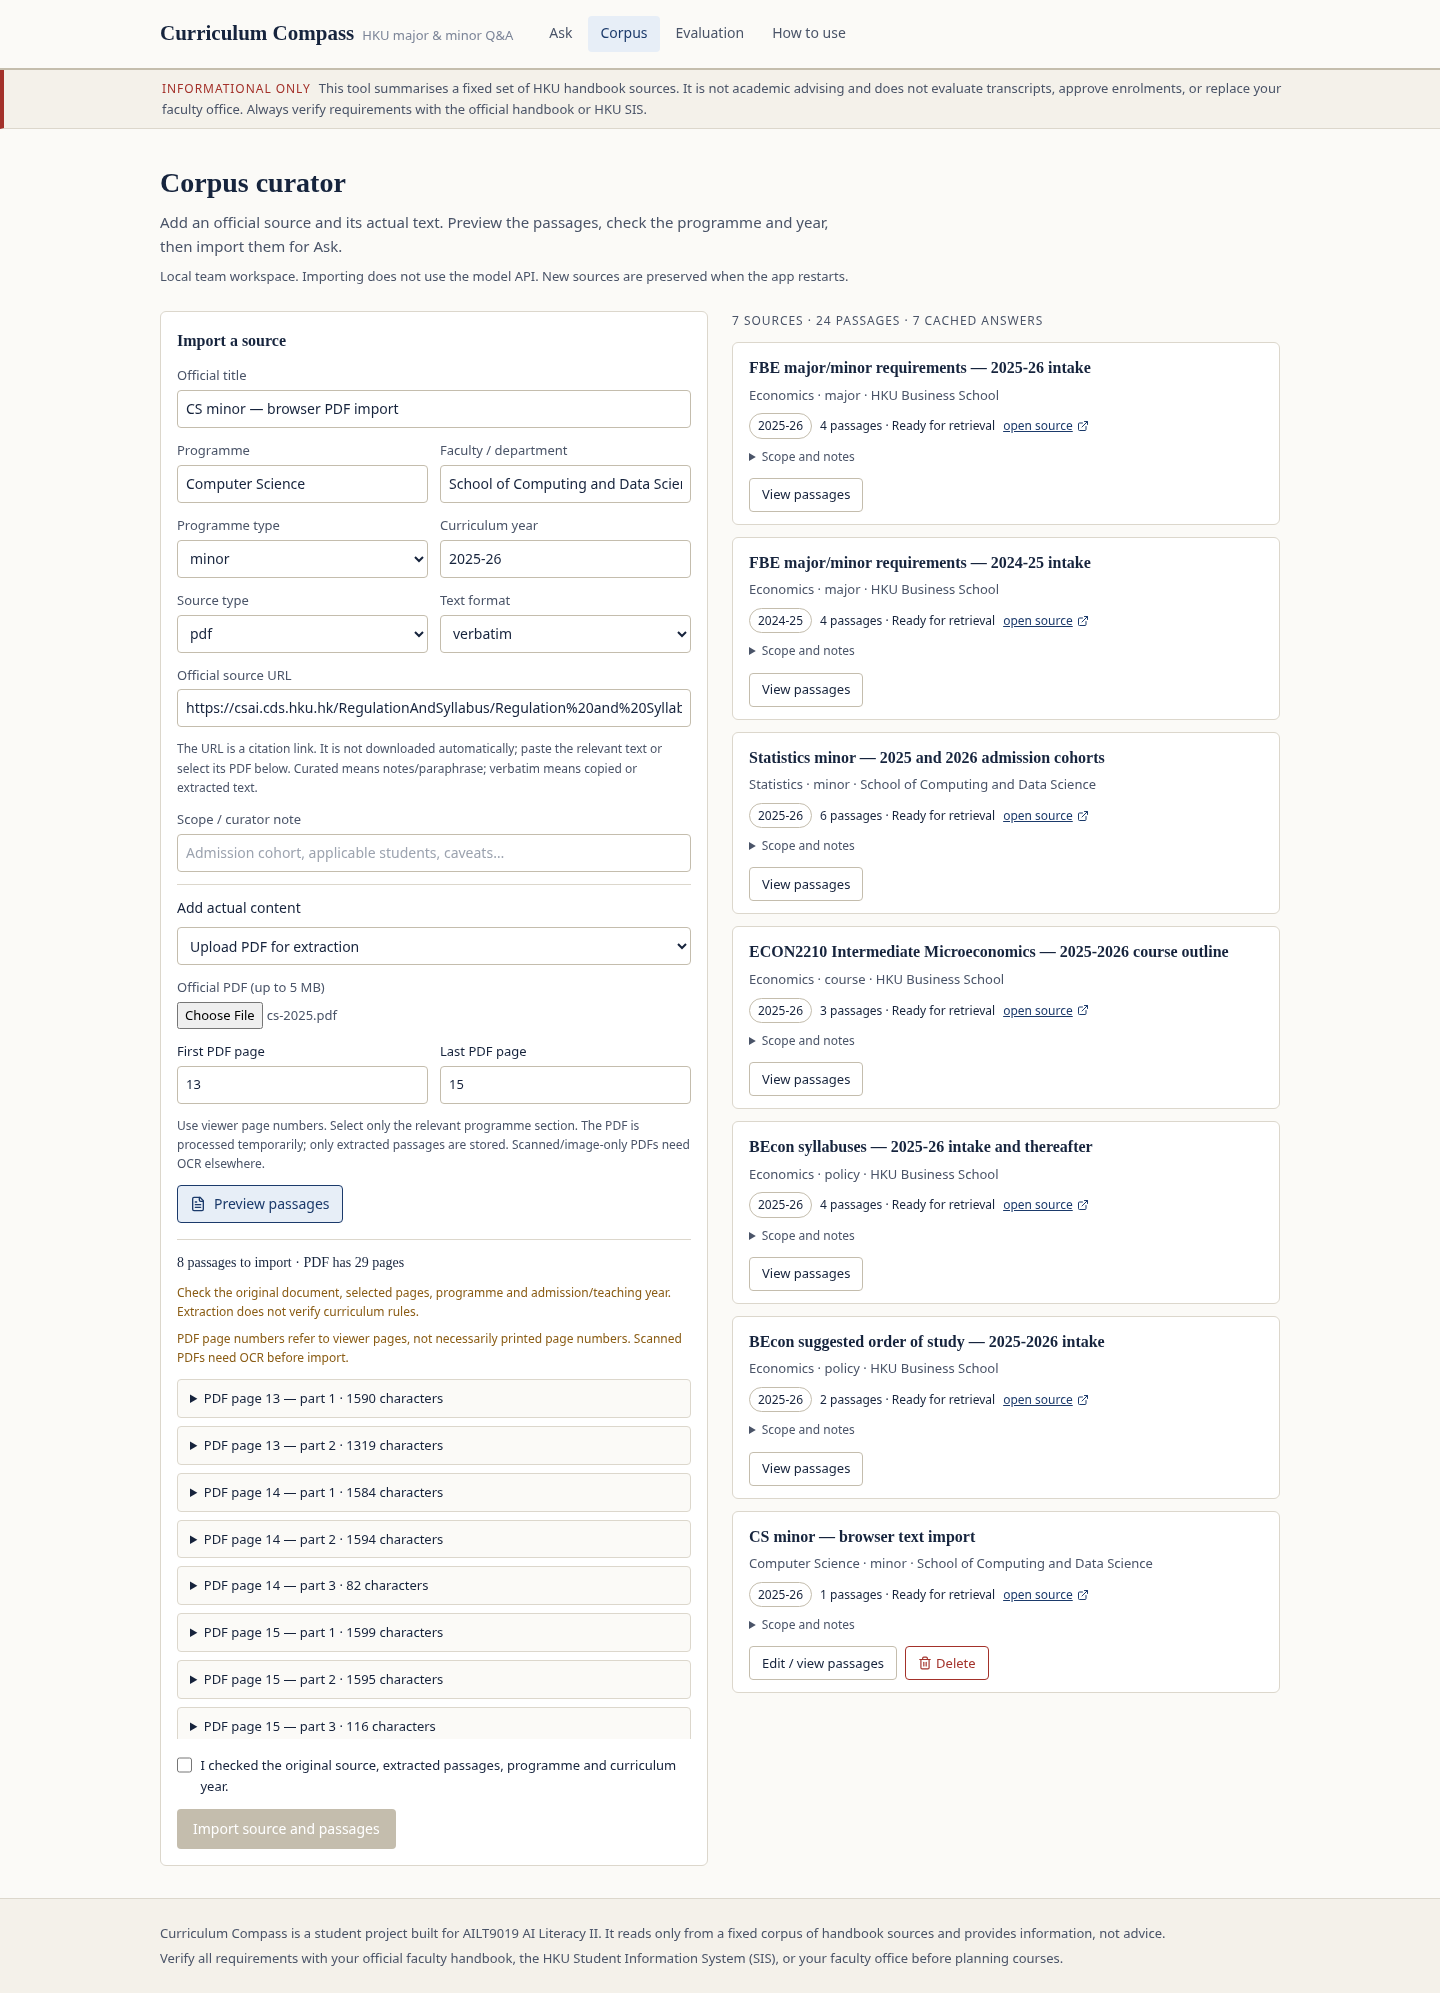 Curriculum Compass HKU major & minor Q&A Ask Corpus Evaluation How to use
INFORMATIONAL ONLY This tool summarises a fixed set of HKU handbook sources. It is not academic advising and does not evaluate transcripts, approve enrolments, or replace your
faculty office. Always verify requirements with the official handbook or HKU SIS.
Corpus curator
Add an official source and its actual text. Preview the passages, check the programme and year,
then import them for Ask.
Local team workspace. Importing does not use the model API. New sources are preserved when the app restarts.
Import a source
Official title
CS minor — browser PDF import
Programme Faculty / department
Computer Science School of Computing and Data Scien
Programme type Curriculum year
minor 2025-26
Source type Text format
pdf verbatim
Official source URL
https://csai.cds.hku.hk/RegulationAndSyllabus/Regulation%20and%20Syllab
The URL is a citation link. It is not downloaded automatically; paste the relevant text or
select its PDF below. Curated means notes/paraphrase; verbatim means copied or
extracted text.
Scope / curator note
Admission cohort, applicable students, caveats...
Add actual content
Upload PDF for extraction
Official PDF (up to 5 MB)
Choose File cs-2025.pdf
First PDF page Last PDF page
13 15
Use viewer page numbers. Select only the relevant programme section. The PDF is
processed temporarily; only extracted passages are stored. Scanned/image-only PDFs need
OCR elsewhere.
Preview passages
8 passages to import · PDF has 29 pages
Check the original document, selected pages, programme and admission/teaching year.
Extraction does not verify curriculum rules.
PDF page numbers refer to viewer pages, not necessarily printed page numbers. Scanned
PDFs need OCR before import.
PDF page 13 — part 1 · 1590 characters
PDF page 13 — part 2 · 1319 characters
PDF page 14 — part 1 · 1584 characters
PDF page 14 — part 2 · 1594 characters
PDF page 14 — part 3 · 82 characters
PDF page 15 — part 1 · 1599 characters
PDF page 15 — part 2 · 1595 characters
PDF page 15 — part 3 · 116 characters
I checked the original source, extracted passages, programme and curriculum
year.
Import source and passages
7 SOURCES · 24 PASSAGES · 7 CACHED ANSWERS
FBE major/minor requirements — 2025-26 intake
Economics · major · HKU Business School
2025-26 4 passages · Ready for retrieval open source
Scope and notes
View passages
FBE major/minor requirements — 2024-25 intake
Economics · major · HKU Business School
2024-25 4 passages · Ready for retrieval open source
Scope and notes
View passages
Statistics minor — 2025 and 2026 admission cohorts
Statistics · minor · School of Computing and Data Science
2025-26 6 passages · Ready for retrieval open source
Scope and notes
View passages
ECON2210 Intermediate Microeconomics — 2025-2026 course outline
Economics · course · HKU Business School
2025-26 3 passages · Ready for retrieval open source
Scope and notes
View passages
BEcon syllabuses — 2025-26 intake and thereafter
Economics · policy · HKU Business School
2025-26 4 passages · Ready for retrieval open source
Scope and notes
View passages
BEcon suggested order of study — 2025-2026 intake
Economics · policy · HKU Business School
2025-26 2 passages · Ready for retrieval open source
Scope and notes
View passages
CS minor — browser text import
Computer Science · minor · School of Computing and Data Science
2025-26 1 passages · Ready for retrieval open source
Scope and notes
Edit / view passages Delete
Curriculum Compass is a student project built for AILT9019 AI Literacy II. It reads only from a fixed corpus of handbook sources and provides information, not advice.
Verify all requirements with your official faculty handbook, the HKU Student Information System (SIS), or your faculty office before planning courses.